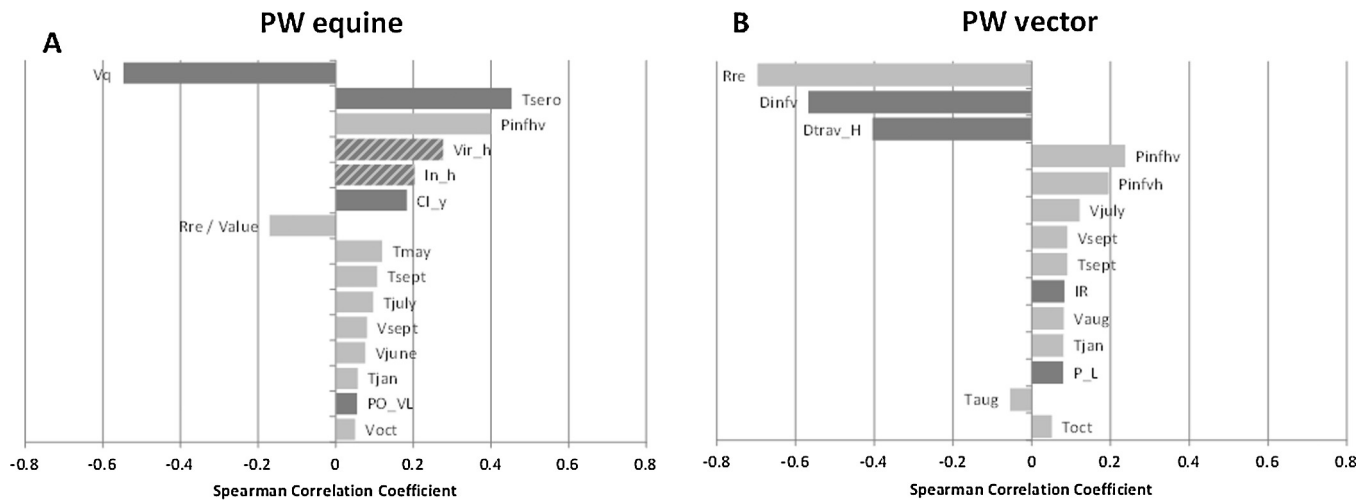 PW equine
A
Vq
Tsero
Pinfhv
Vir_h
In_h
CI_y
Rre / Value
Tmay
Tsept
Tjuly
Vsept
Vjune
Tjan
PO_VL
Voct
-0.8 -0.6 -0.4 -0.2 0 0.2 0.4 0.6 0.8
Spearman Correlation Coefficient
PW vector
B
Rre
Dinfv
Dtrav_H
Pinfhv
Pinfvh
Vjuly
Vsept
Tsept
IR
Vaug
Tjan
P_L
Taug
Toct
-0.8 -0.6 -0.4 -0.2 0 0.2 0.4 0.6 0.8
Spearman Correlation Coefficient